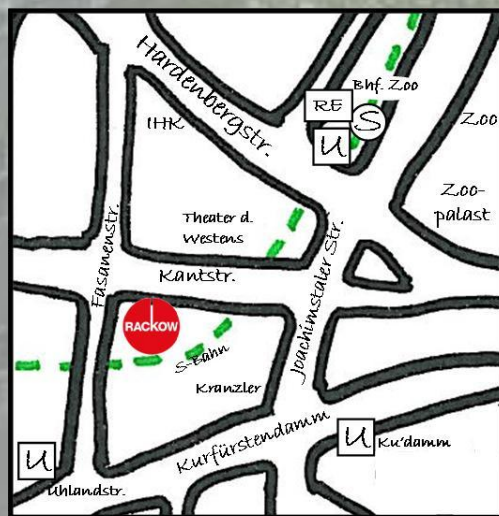 Hardenbergstr.
Bhf. Zoo
RE
S
U
Zoo
IHK
Zoo-
palast
Theater d.
Westens
Fasanenstr.
Kantstr.
Joachimstaler Str.
RACKOW
S-Bahn
Kranzler
Kurfürstendamm
U
Ku'damm
U
Uhlandstr.